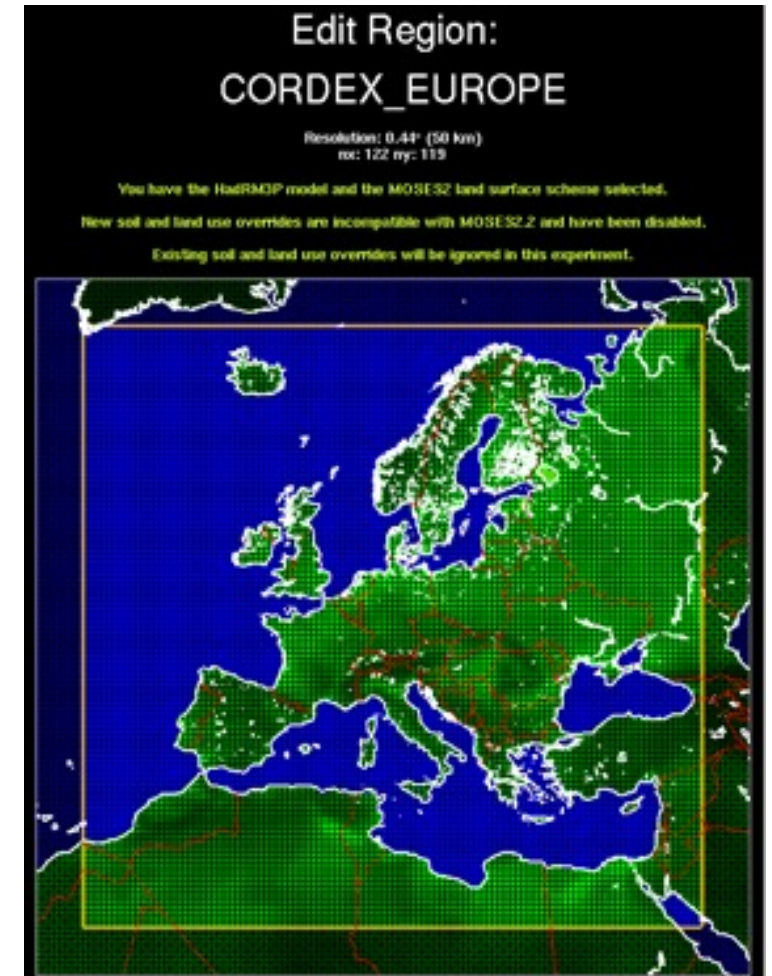 Edit Region:
CORDEX_EUROPE
Resolution: 0.44° (50 km)
nx: 122 ny: 119
You have the HadRM3P model and the MOSES2 land surface scheme selected.
New soil and land use overrides are incompatible with MOSES2.2 and have been disabled.
Existing soil and land use overrides will be ignored in this experiment.